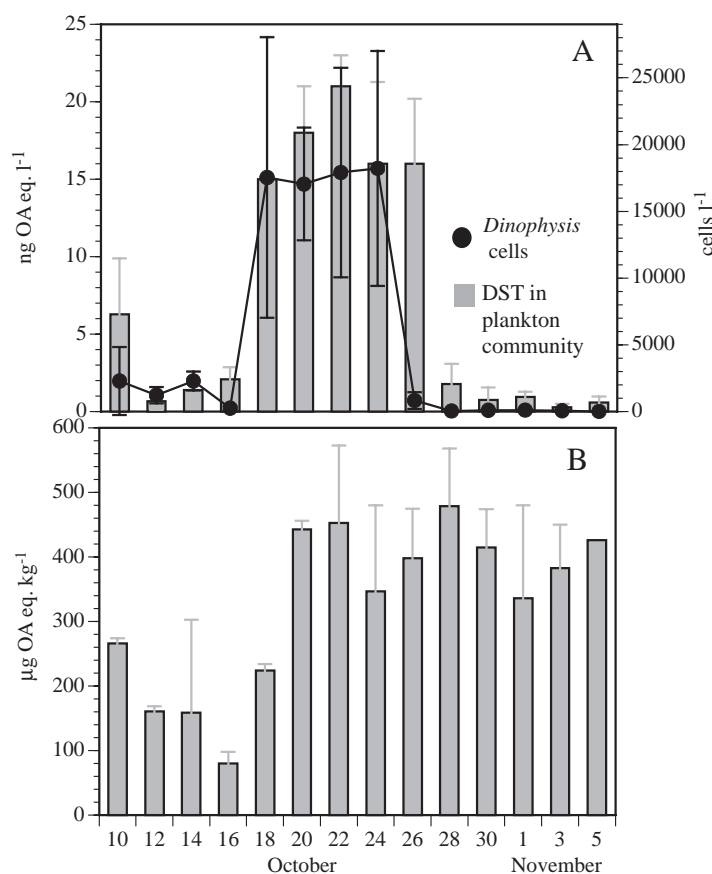 A
25
20
15
10
5
0
ng OA eq. l-1
25000
20000
15000
10000
5000
0
cells l-1
Dinophysis
cells
DST in
plankton
community
B
600
500
400
300
200
100
0
µg OA eq. kg-1
10 12 14 16 18 20 22 24 26 28 30 1 3 5
October November